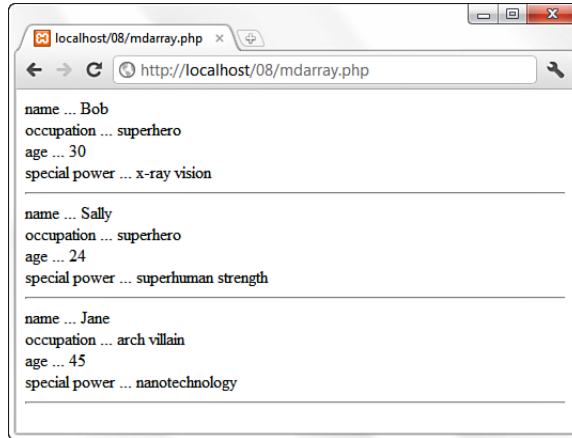 localhost/08/mdarray.php
http://localhost/08/mdarray.php
name ... Bob
occupation ... superhero
age ... 30
special power ... x-ray vision
name ... Sally
occupation ... superhero
age ... 24
special power ... superhuman strength
name ... Jane
occupation ... arch villain
age ... 45
special power ... nanotechnology